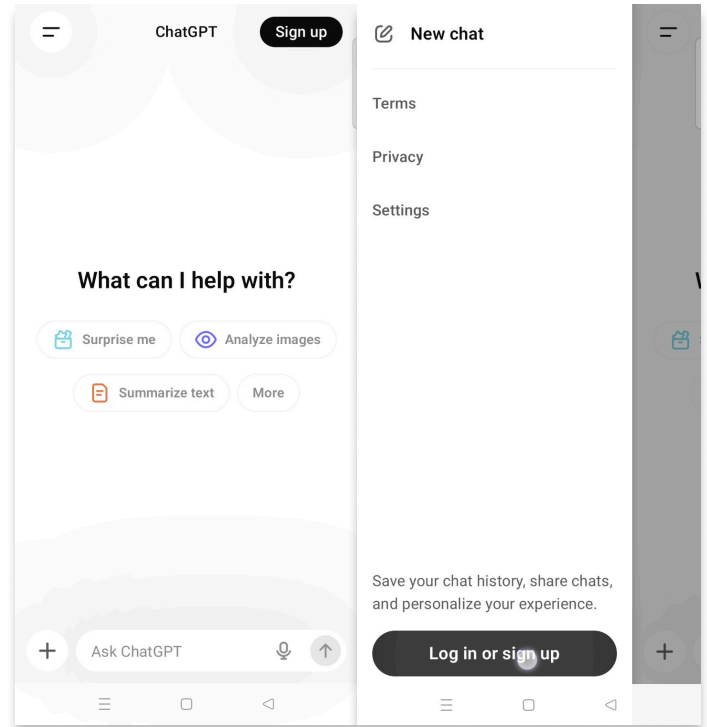 ChatGPT
Sign up
What can I help with?
Surprise me
Analyze images
Summarize text
More
Ask ChatGPT
New chat
Terms
Privacy
Settings
Save your chat history, share chats,
and personalize your experience.
Log in or sign up